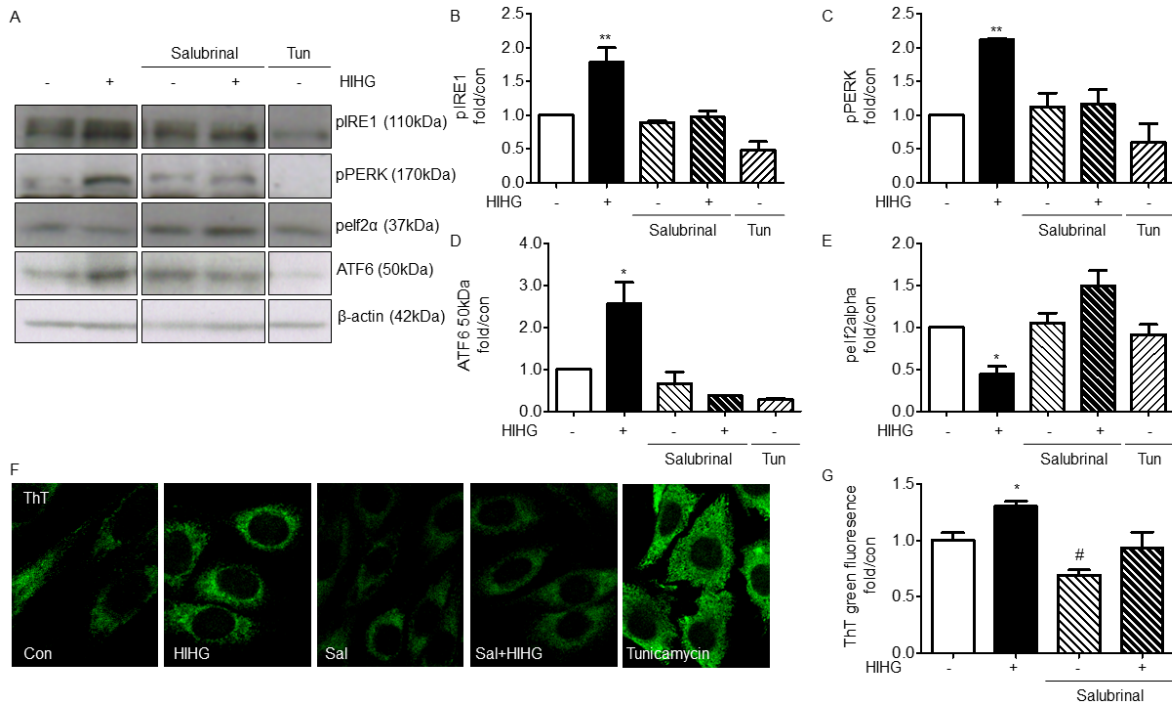 A
Salubrinal Tun
- + - + - HIHG
pIRE1 (110kDa)
pPERK (170kDa)
peIf2α (37kDa)
ATF6 (50kDa)
β-actin (42kDa)
B
pIRE1
fold/con
2.5
2.0
1.5
1.0
0.5
0.0
**
HIHG - + - + -
Salubrinal Tun
C
pPERK
fold/con
2.5
2.0
1.5
1.0
0.5
0.0
**
HIHG - + - + -
Salubrinal Tun
D
ATF6 50kDa
fold/con
4.0
3.0
2.0
1.0
0.0
*
HIHG - + - + -
Salubrinal Tun
E
peIf2alpha
fold/con
2.0
1.5
1.0
0.5
0.0
*
HIHG - + - + -
Salubrinal Tun
F
ThT
Con HIHG Sal Sal+HIHG Tunicamycin
G
ThT green fluoresence
fold/con
1.5
1.0
0.5
0.0
*
#
HIHG - + - +
Salubrinal